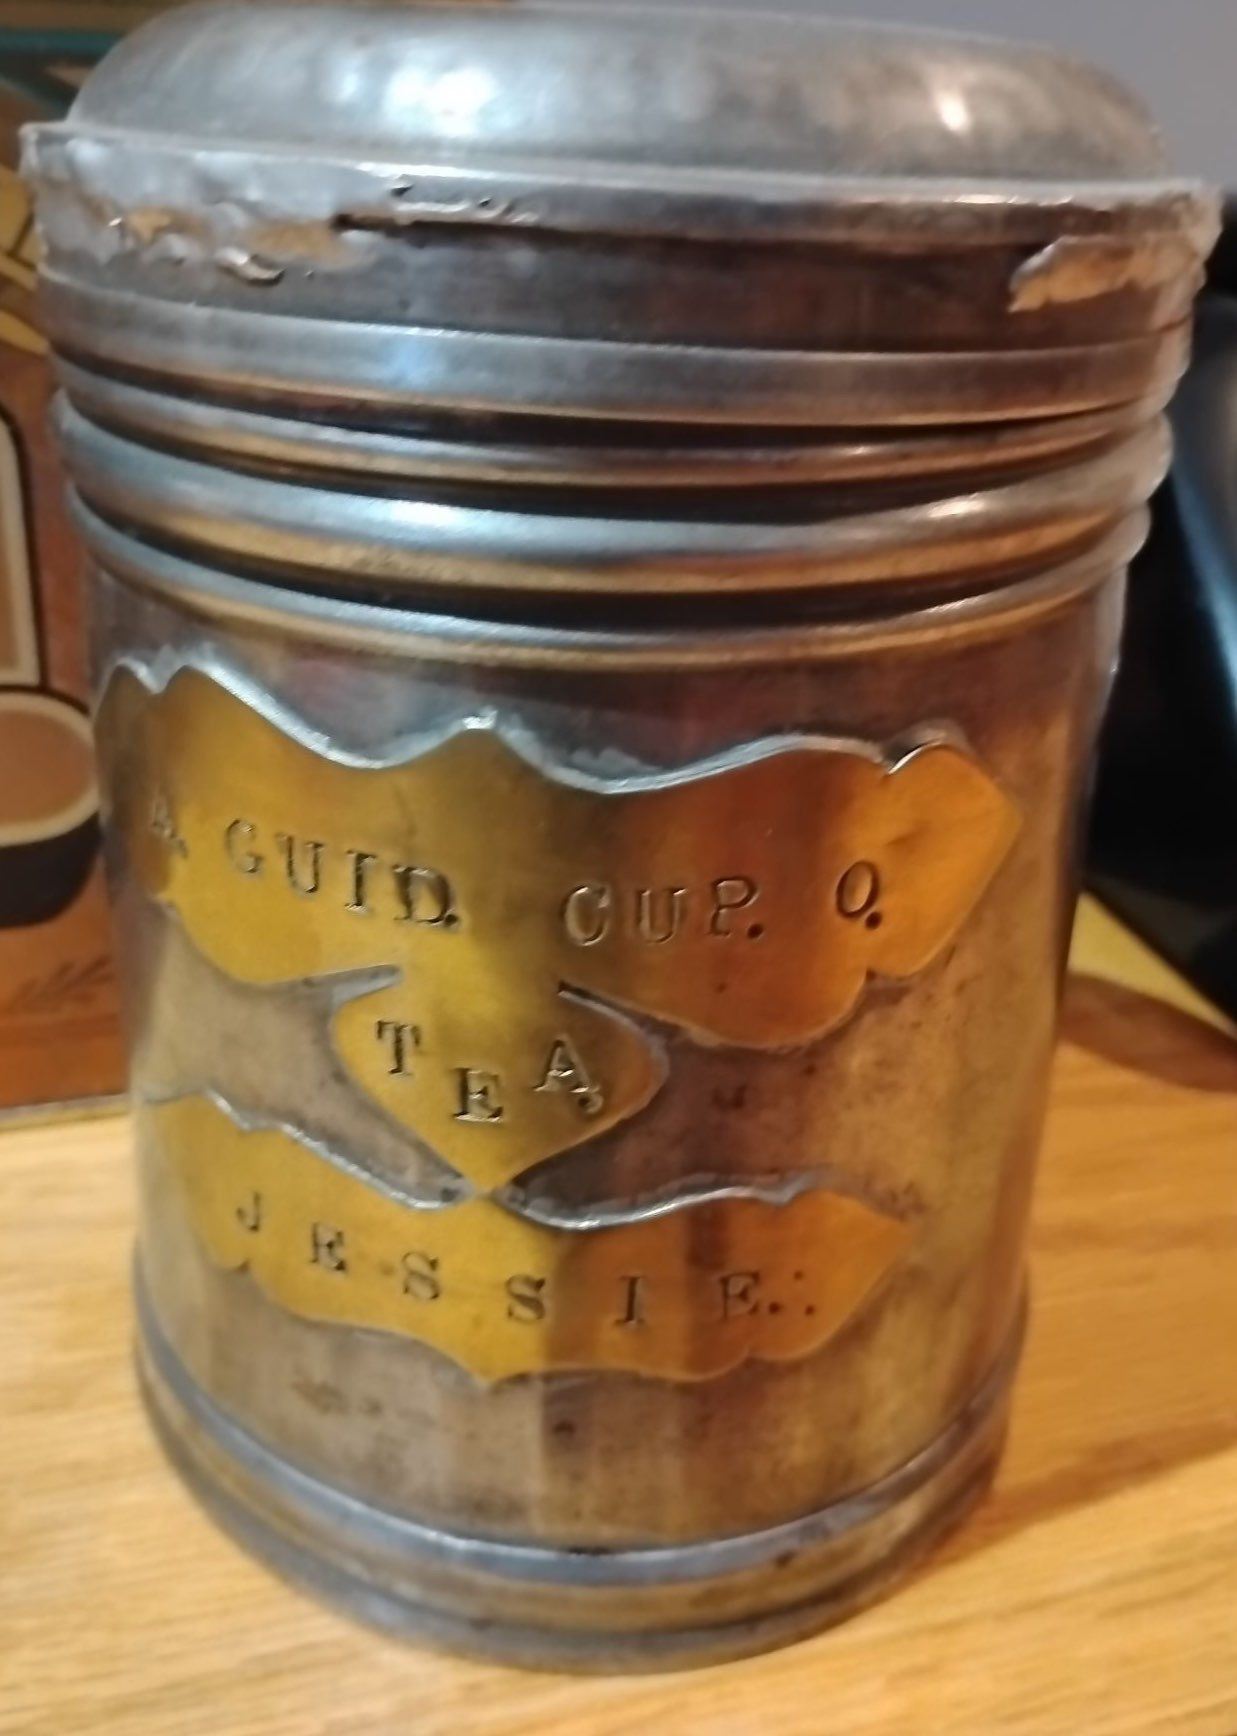 A. GUID. CUP. O.
TEA.
JESSIE.: